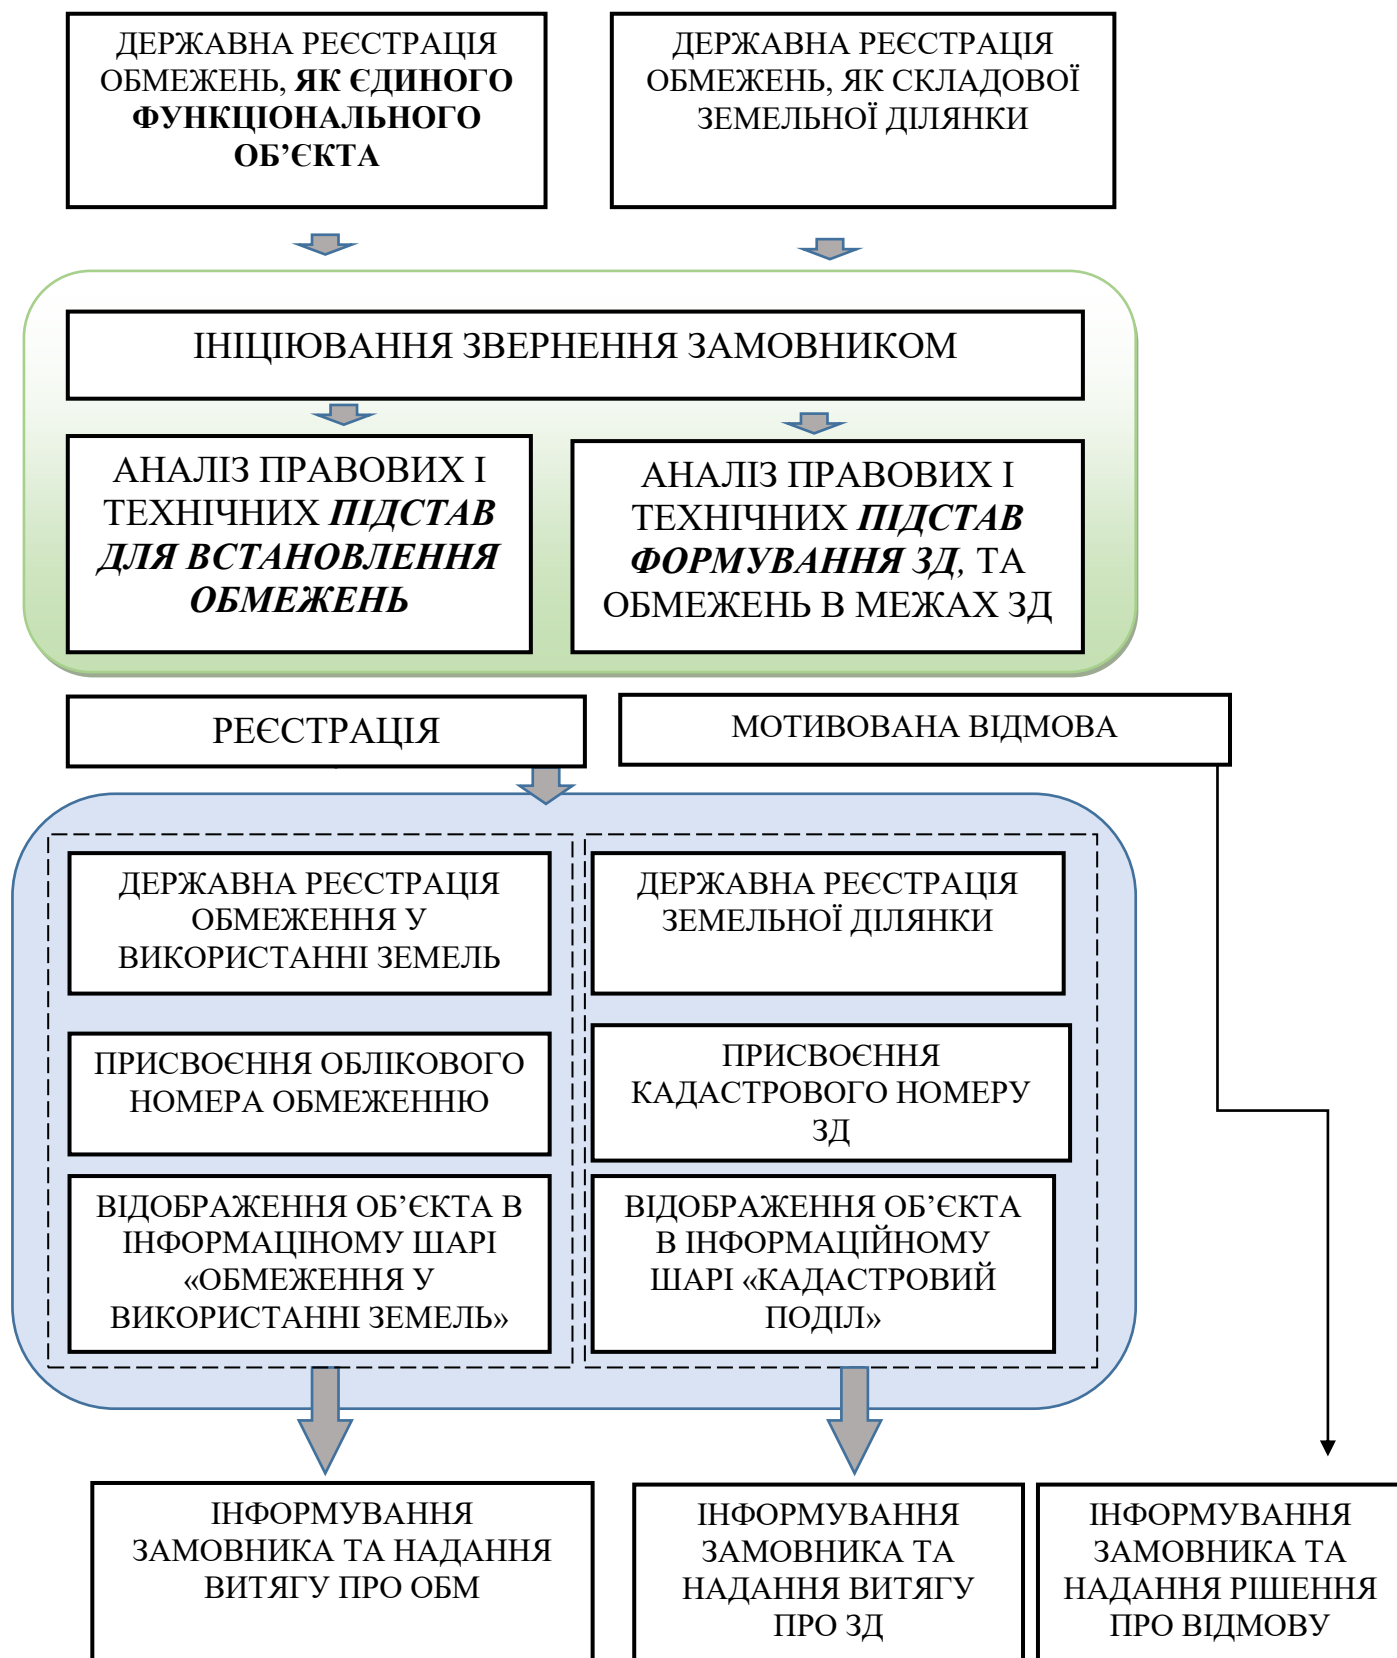 ДЕРЖАВНА РЕЄСТРАЦІЯ
ОБМЕЖЕНЬ, ЯК ЄДИНОГО
ФУНКЦІОНАЛЬНОГО
ОБ’ЄКТА
ДЕРЖАВНА РЕЄСТРАЦІЯ
ОБМЕЖЕНЬ, ЯК СКЛАДОВОЇ
ЗЕМЕЛЬНОЇ ДІЛЯНКИ
ІНІЦІЮВАННЯ ЗВЕРНЕННЯ ЗАМОВНИКОМ
АНАЛІЗ ПРАВОВИХ І
ТЕХНІЧНИХ ПІДСТАВ
ДЛЯ ВСТАНОВЛЕННЯ
ОБМЕЖЕНЬ
АНАЛІЗ ПРАВОВИХ І
ТЕХНІЧНИХ ПІДСТАВ
ФОРМУВАННЯ ЗД, ТА
ОБМЕЖЕНЬ В МЕЖАХ ЗД
РЕЄСТРАЦІЯ
МОТИВОВАНА ВІДМОВА
ДЕРЖАВНА РЕЄСТРАЦІЯ
ОБМЕЖЕННЯ У
ВИКОРИСТАННІ ЗЕМЕЛЬ
ДЕРЖАВНА РЕЄСТРАЦІЯ
ЗЕМЕЛЬНОЇ ДІЛЯНКИ
ПРИСВОЄННЯ ОБЛІКОВОГО
НОМЕРА ОБМЕЖЕННЮ
ПРИСВОЄННЯ
КАДАСТРОВОГО НОМЕРУ
ЗД
ВІДОБРАЖЕННЯ ОБ’ЄКТА В
ІНФОРМАЦІНОМУ ШАРІ
«ОБМЕЖЕННЯ У
ВИКОРИСТАННІ ЗЕМЕЛЬ»
ВІДОБРАЖЕННЯ ОБ’ЄКТА
В ІНФОРМАЦІЙНОМУ
ШАРІ «КАДАСТРОВИЙ
ПОДІЛ»
ІНФОРМУВАННЯ
ЗАМОВНИКА ТА НАДАННЯ
ВИТЯГУ ПРО ОБМ
ІНФОРМУВАННЯ
ЗАМОВНИКА ТА
НАДАННЯ ВИТЯГУ
ПРО ЗД
ІНФОРМУВАННЯ
ЗАМОВНИКА ТА
НАДАННЯ РІШЕННЯ
ПРО ВІДМОВУ